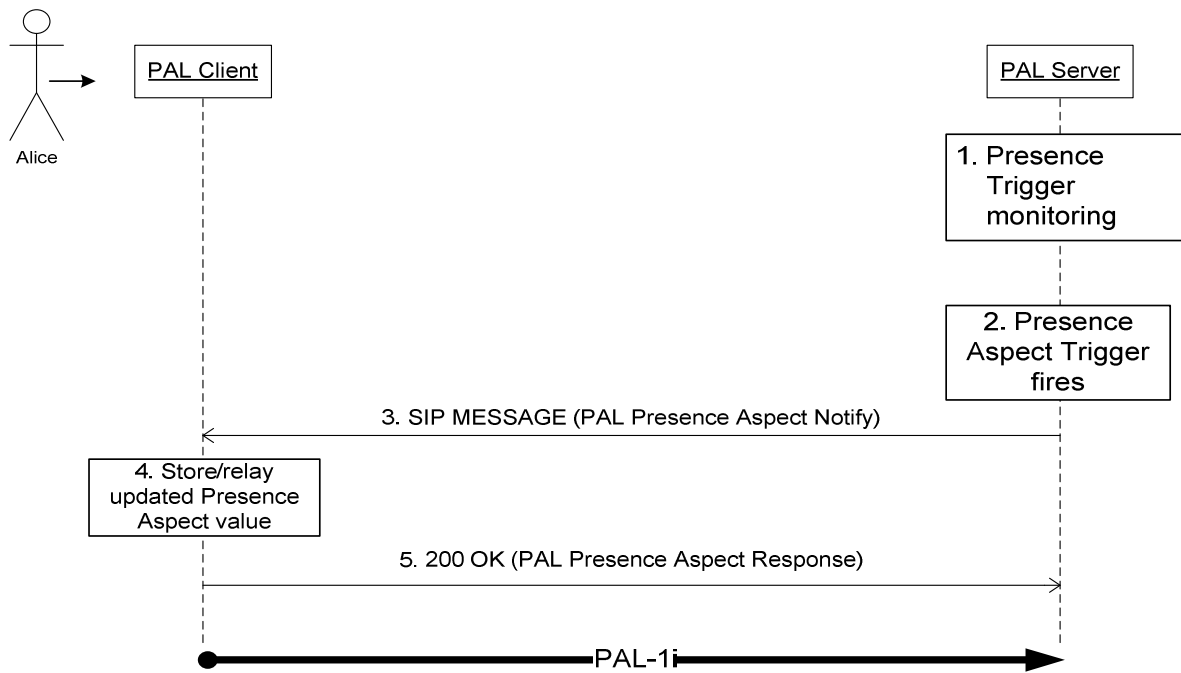 PAL Client
PAL Server
Alice
1. Presence
Trigger
monitoring
2. Presence
Aspect Trigger
fires
3. SIP MESSAGE (PAL Presence Aspect Notify)
4. Store/relay
updated Presence
Aspect value
5. 200 OK (PAL Presence Aspect Response)
PAL-1i